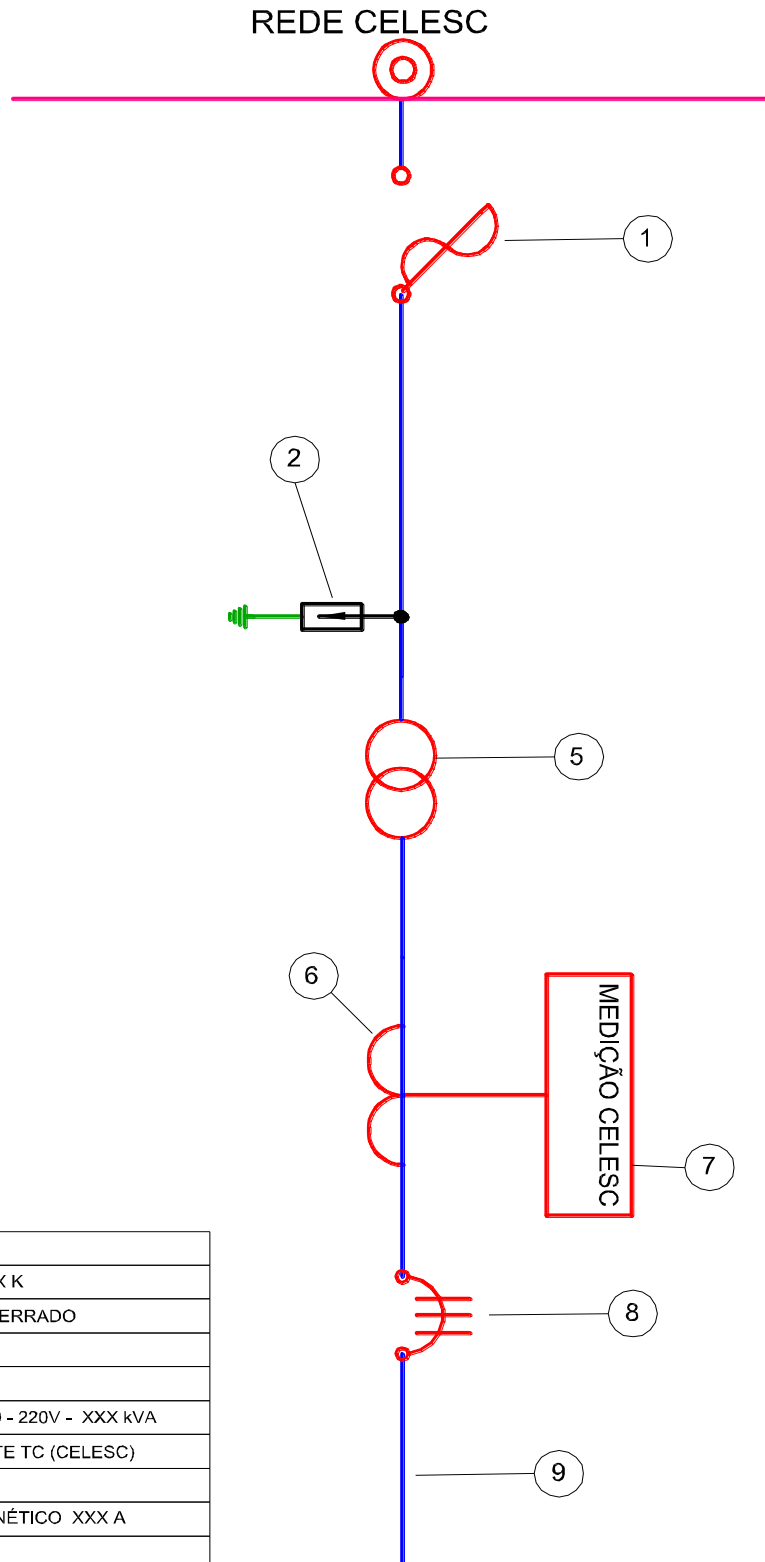 REDE CELESC
1
2
5
6
MEDIÇÃO CELESC
7
8
9
X K
ERRADO
- 220V - XXX kVA
TE TC (CELESC)
NÉTICO XXX A